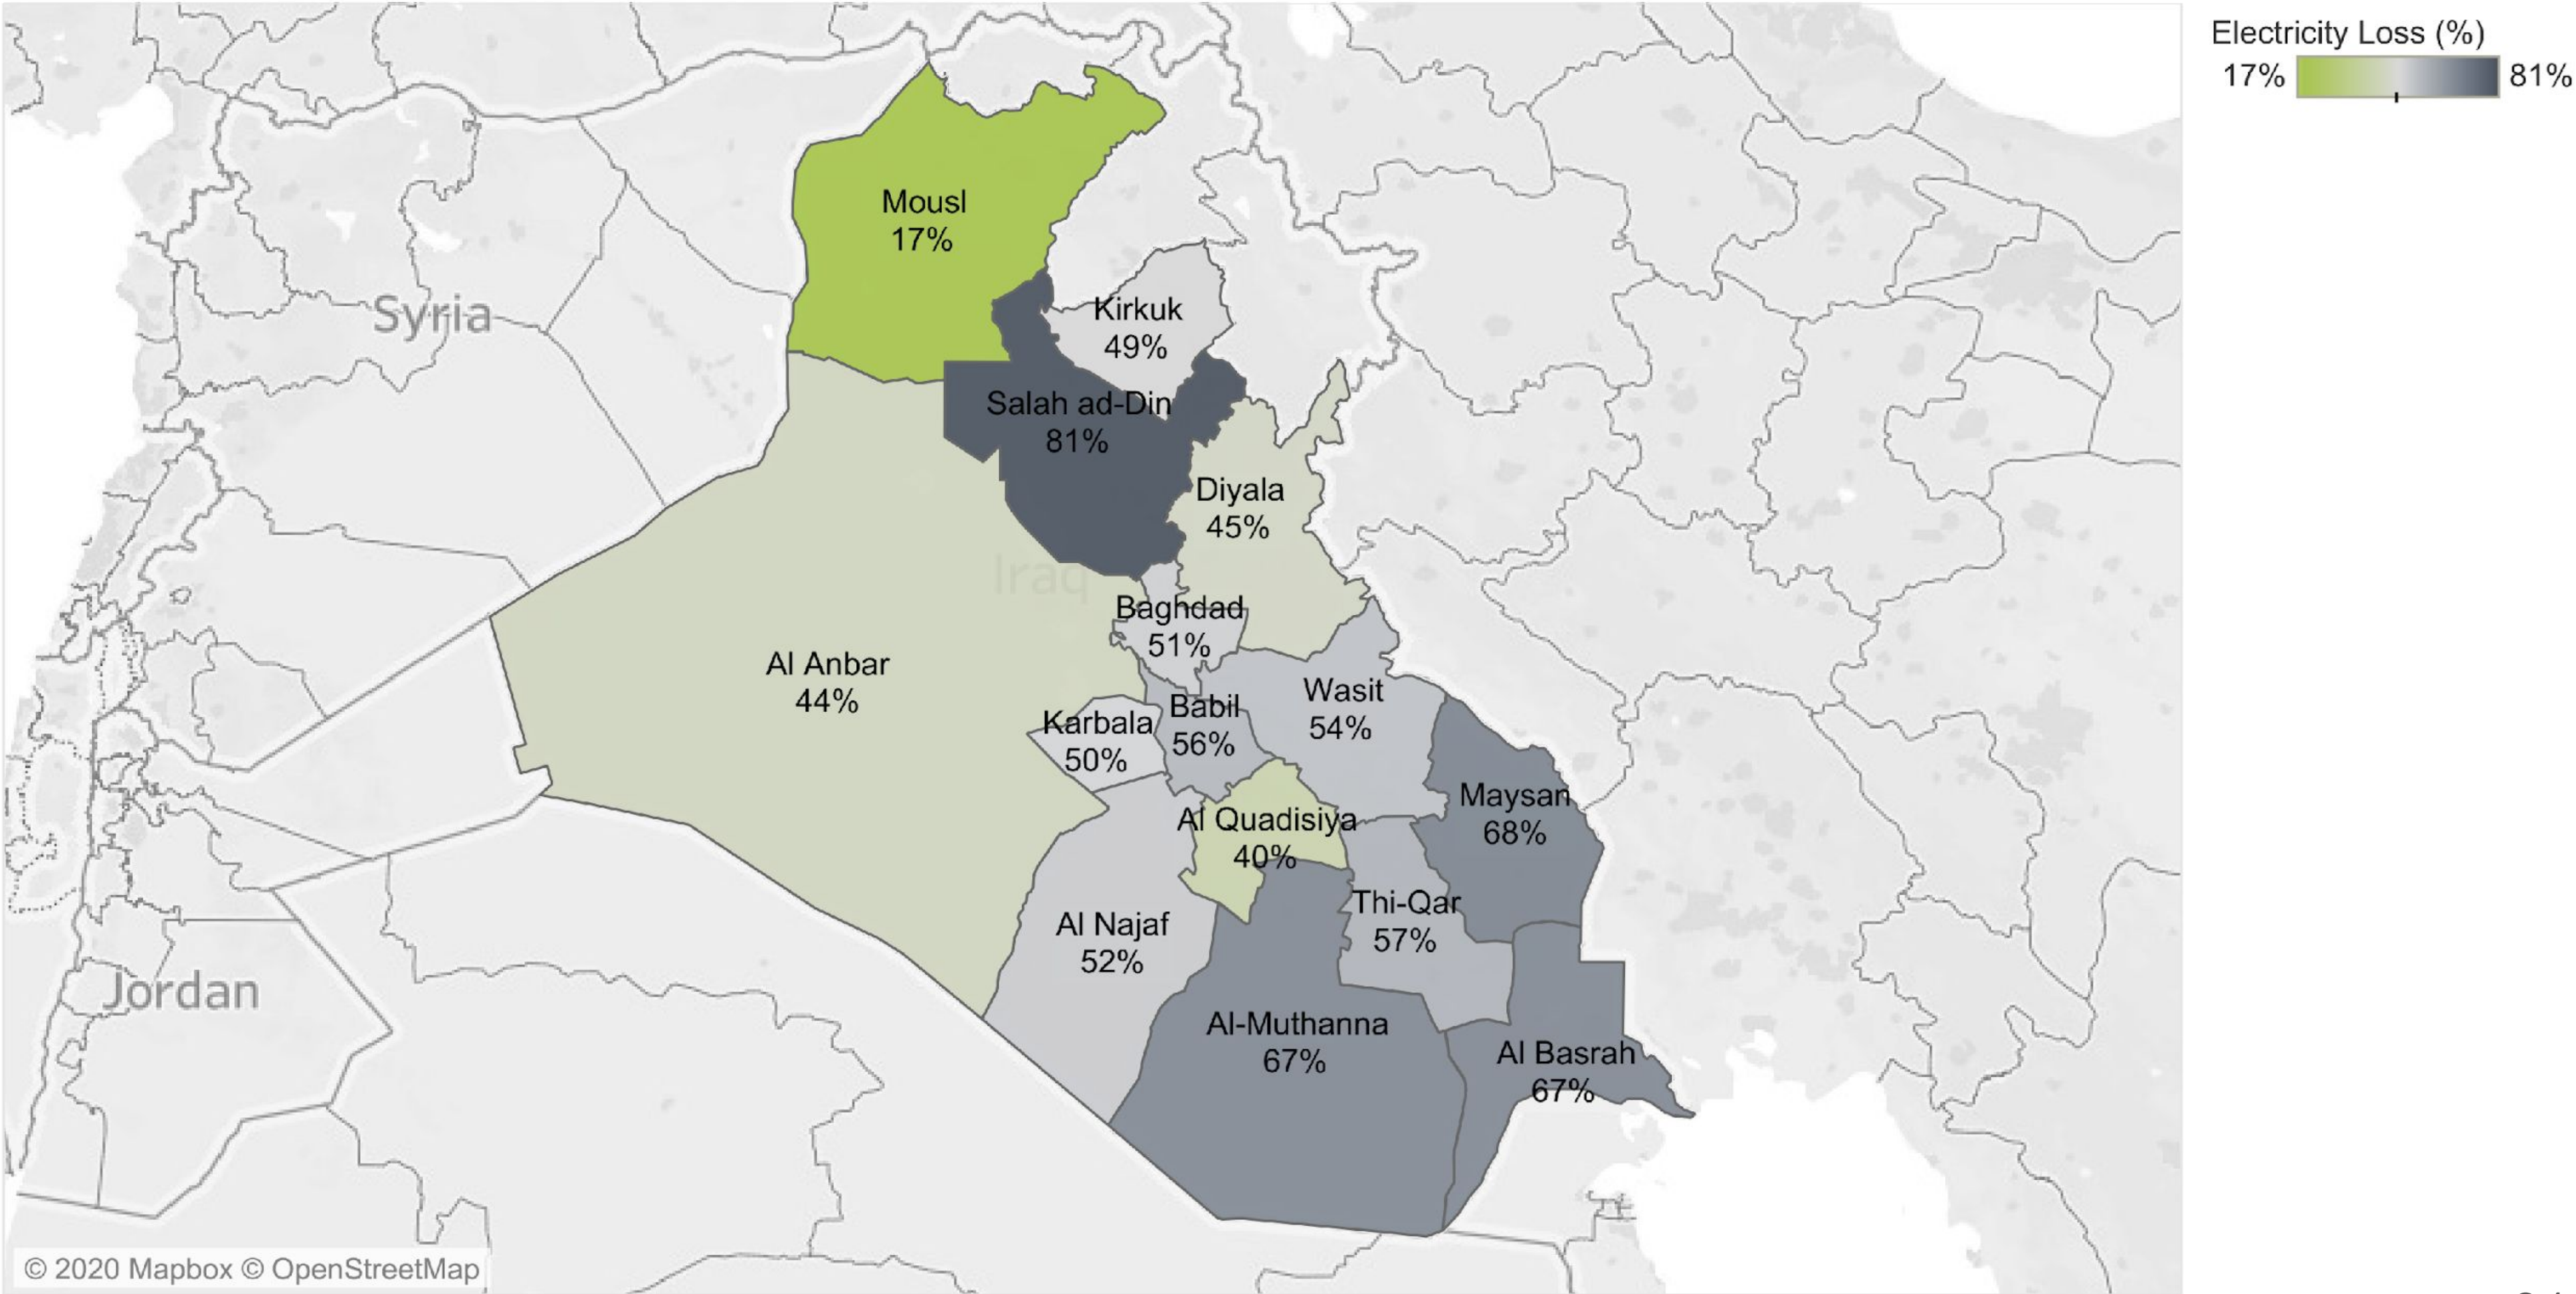 Electricity Loss (%)
17%
81%
Mousl
17%
Syria
Kirkuk
49%
Salah ad-Din
81%
Diyala
45%
Iraq
Baghdad
51%
Al Anbar
44%
Karbala
50%
Babil
56%
Wasit
54%
Maysan
68%
Al Quadisiya
40%
Thi-Qar
57%
Al Najaf
52%
Jordan
Al-Muthanna
67%
Al Basrah
67%
© 2020 Mapbox © OpenStreetMap